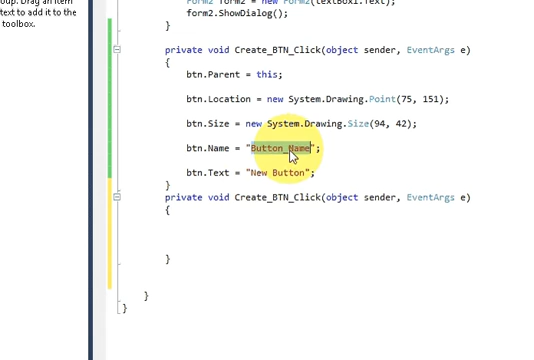 oup. Drag an item
text to add it to the
toolbox.
Form2 form2 = new Form2(textBox1.Text);
form2.ShowDialog();
}
private void Create_BTN_Click(object sender, EventArgs e)
{
btn.Parent = this;
btn.Location = new System.Drawing.Point(75, 151);
btn.Size = new System.Drawing.Size(94, 42);
btn.Name = "Button_Name";
btn.Text = "New Button";
}
private void Create_BTN_Click(object sender, EventArgs e)
{
}
}
}